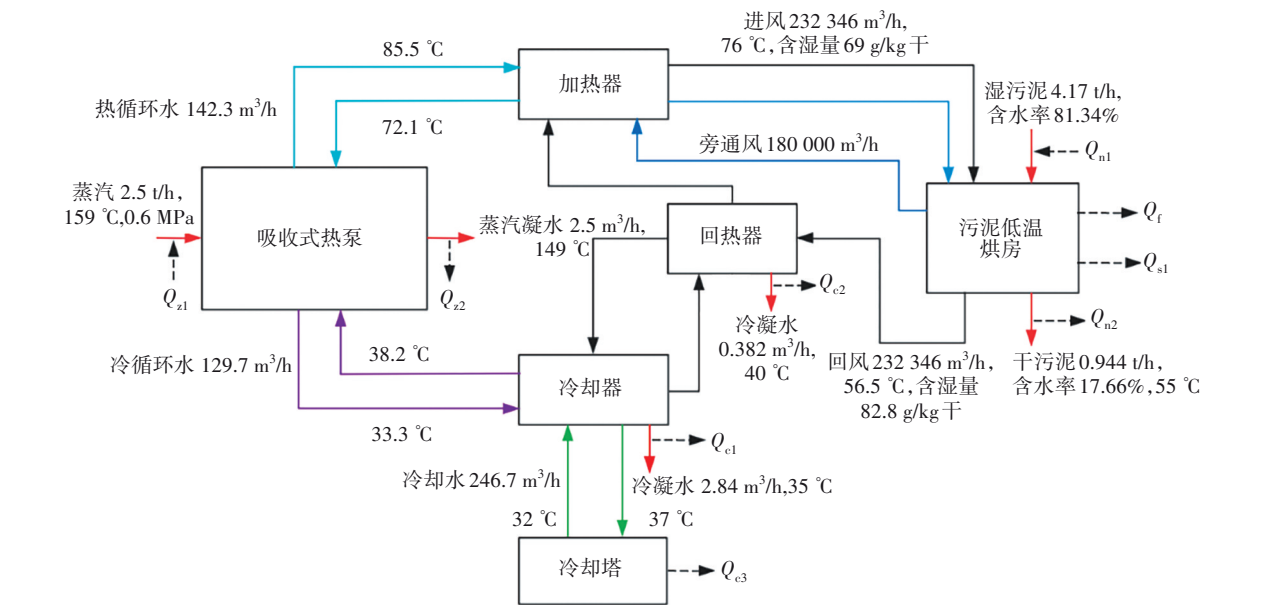 进风 232 346 m³/h,
76 ℃,含湿量 69 g/kg干
85.5 ℃
加热器
热循环水 142.3 m³/h
72.1 ℃
湿污泥 4.17 t/h,
含水率 81.34%
旁通风 180 000 m³/h
Qn1
蒸汽 2.5 t/h,
159 ℃,0.6 MPa
吸收式热泵
蒸汽凝水 2.5 m³/h,
149 ℃
回热器
污泥低温
烘房
Qf
Qs1
Qz1
Qz2
Qc2
Qn2
冷凝水
0.382 m³/h,
40 ℃
冷循环水 129.7 m³/h
38.2 ℃
冷却器
回风 232 346 m³/h,
56.5 ℃,含湿量
82.8 g/kg干
干污泥 0.944 t/h,
含水率 17.66%,55 ℃
33.3 ℃
Qc1
冷却水 246.7 m³/h
冷凝水 2.84 m³/h,35 ℃
32 ℃
37 ℃
冷却塔
Qc3